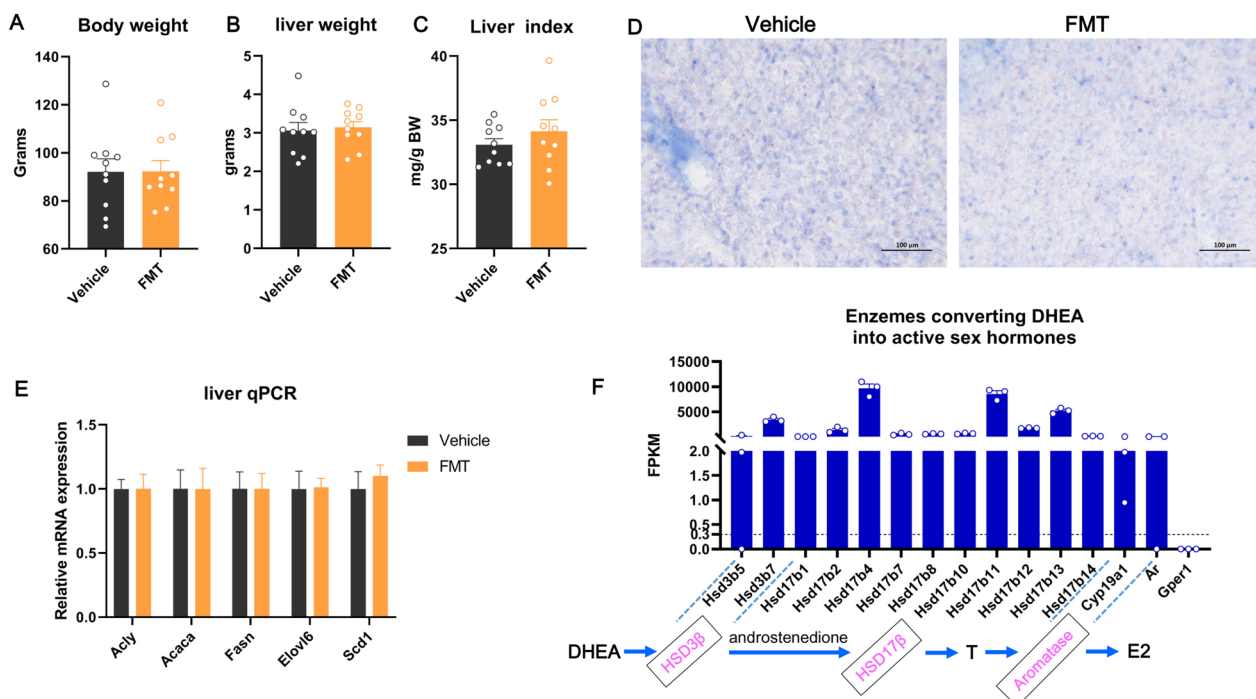 A
Body weight
Grams
140
120
100
80
60
Vehicle
FMT
B
liver weight
grams
5
4
3
2
1
0
Vehicle
FMT
C
Liver index
mg/g BW
40
35
30
25
Vehicle
FMT
D
Vehicle
FMT
100 µm
100 µm
E
liver qPCR
Relative mRNA expression
1.5
1.0
0.5
0.0
Acly
Acaca
Fasn
Elovl6
Scd1
Vehicle
FMT
F
Enzemes converting DHEA
into active sex hormones
FPKM
15000
10000
5000
2.0
0.5
0.3
0.0
Hsd3b5
Hsd3b7
Hsd17b1
Hsd17b2
Hsd17b4
Hsd17b7
Hsd17b8
Hsd17b10
Hsd17b11
Hsd17b12
Hsd17b13
Hsd17b14
Cyp19a1
Ar
Gper1
DHEA
HSD3β
androstenedione
HSD17β
T
Aromatase
E2